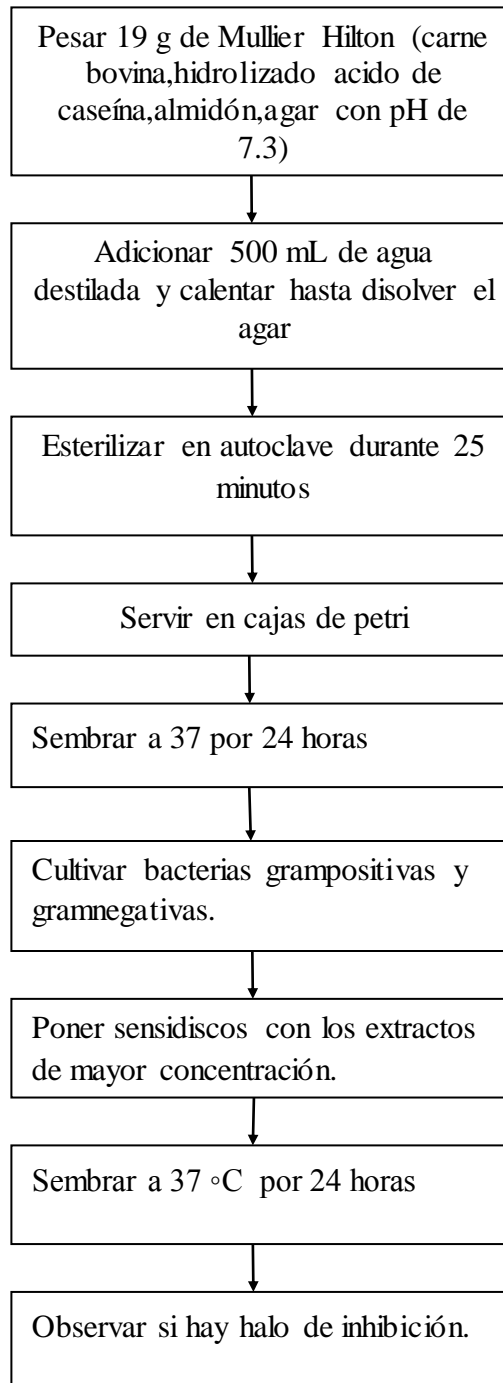 Pesar 19 g de Mullier Hilton (carne
bovina,hidrolizado acido de
caseína,almidón,agar con pH de
7.3)
Adicionar 500 mL de agua
destilada y calentar hasta disolver el
agar
Esterilizar en autoclave durante 25
minutos
Servir en cajas de petri
Sembrar a 37 por 24 horas
Cultivar bacterias grampositivas y
gramnegativas.
Poner sensidiscos con los extractos
de mayor concentración.
Sembrar a 37 ◦C por 24 horas
Observar si hay halo de inhibición.